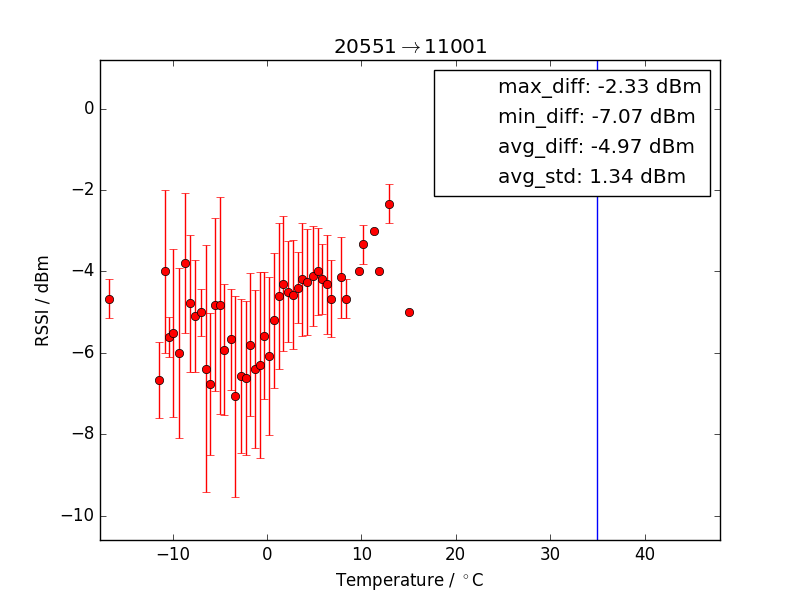 20551→11001
max_diff: -2.33 dBm
min_diff: -7.07 dBm
avg_diff: -4.97 dBm
avg_std: 1.34 dBm
RSSI / dBm
0
−2
−4
−6
−8
−10
−10 0 10 20 30 40
Temperature / °C